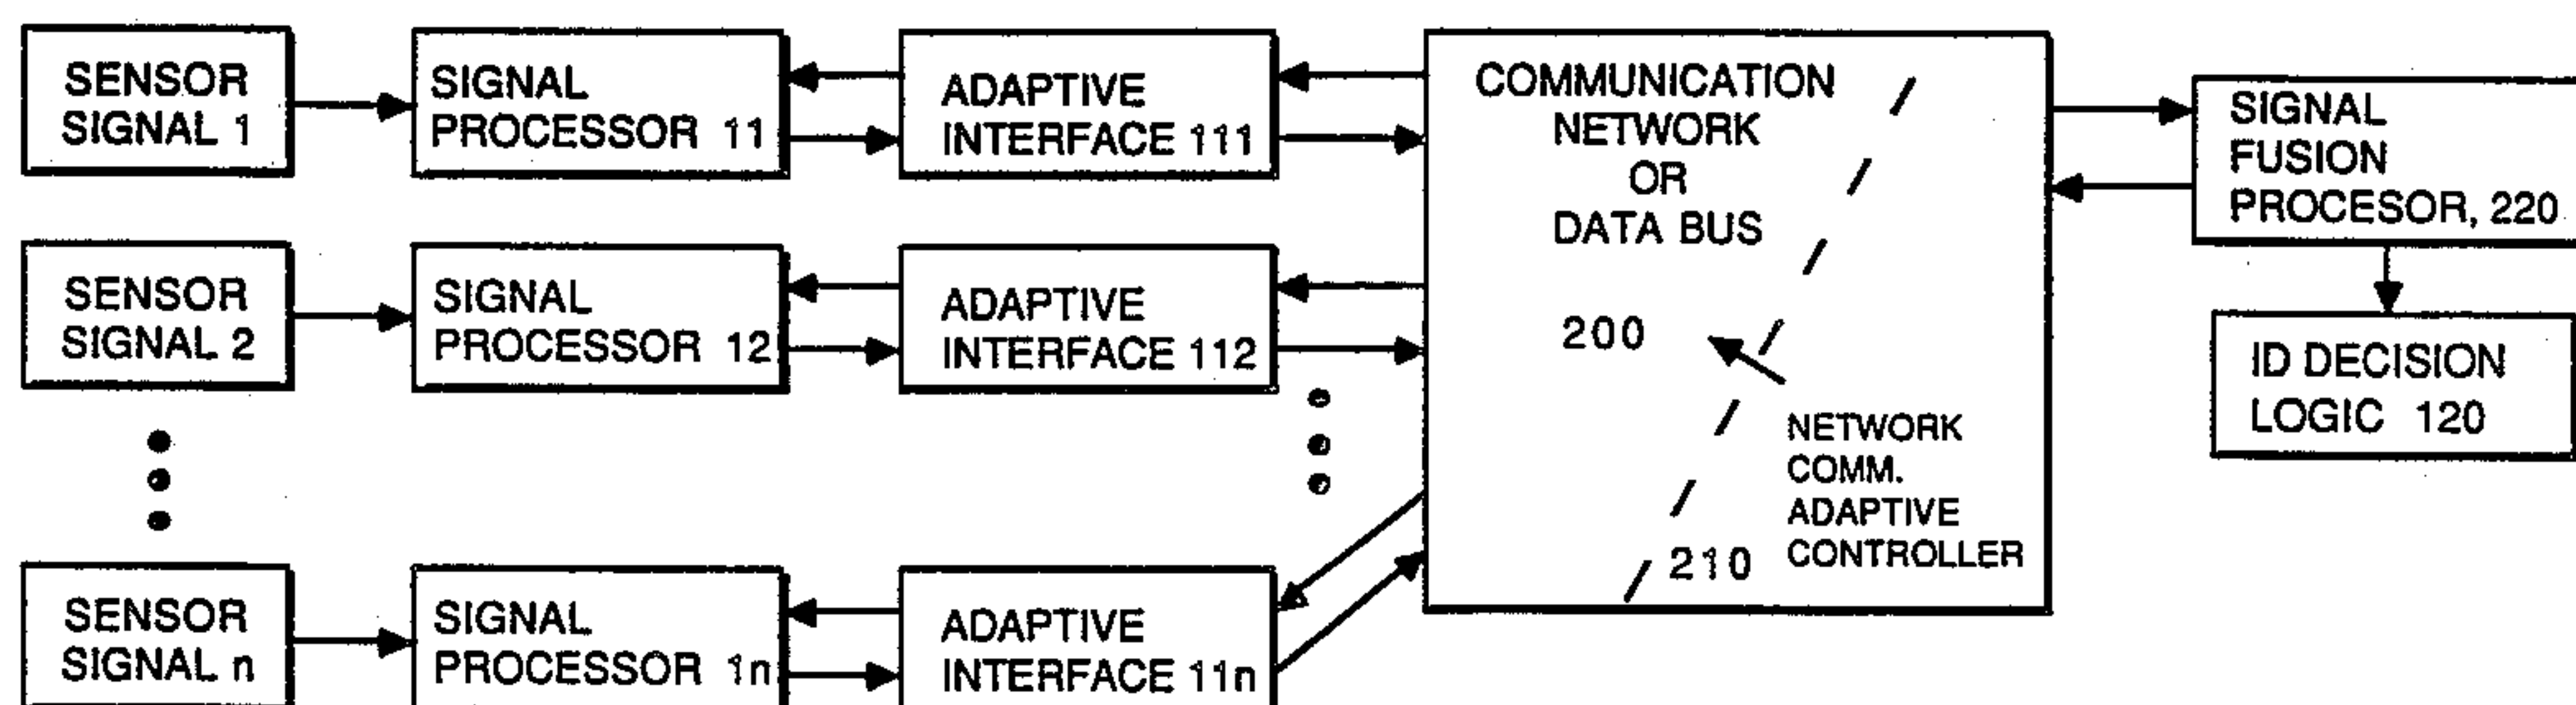 SENSOR
SIGNAL 1
SIGNAL
PROCESSOR 11
ADAPTIVE
INTERFACE 111
COMMUNICATION
NETWORK
OR
DATA BUS
200
NETWORK
COMM.
ADAPTIVE
CONTROLLER
210
SIGNAL
FUSION
PROCESOR, 220
ID DECISION
LOGIC 120
SENSOR
SIGNAL 2
SIGNAL
PROCESSOR 12
ADAPTIVE
INTERFACE 112
SENSOR
SIGNAL n
SIGNAL
PROCESSOR 1n
ADAPTIVE
INTERFACE 11n